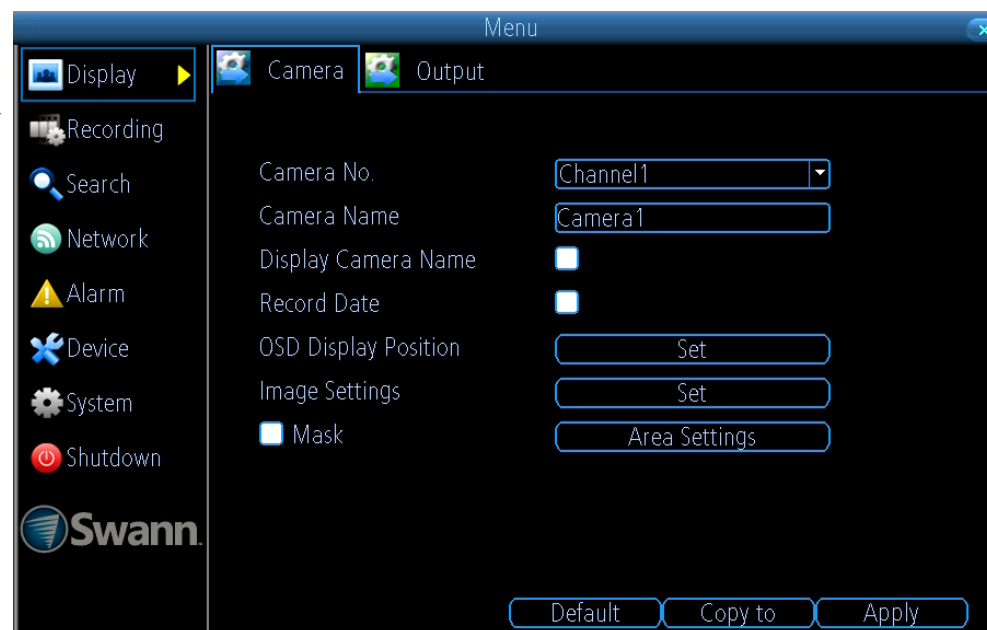 Menu
Display
Camera
Output
Recording
Search
Network
Alarm
Device
System
Shutdown
Swann
Camera No.
Channel1
Camera Name
Camera1
Display Camera Name
Record Date
OSD Display Position
Set
Image Settings
Set
Mask
Area Settings
Default
Copy to
Apply